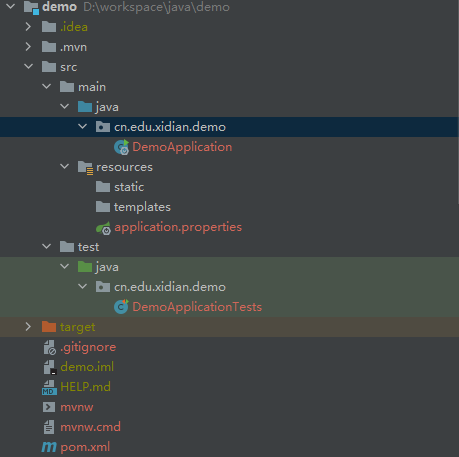 demo D:\workspace\java\demo
.idea
.mvn
src
main
java
cn.edu.xidian.demo
DemoApplication
resources
static
templates
application.properties
test
java
cn.edu.xidian.demo
DemoApplicationTests
target
.gitignore
demo.iml
HELP.md
mvnw
mvnw.cmd
pom.xml